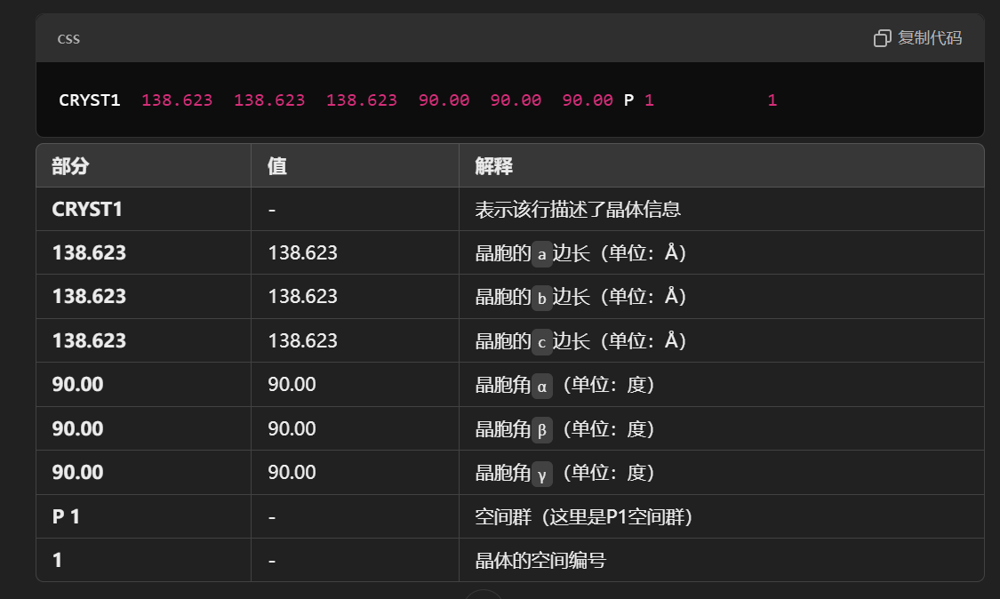 css
复制代码
CRYST1 138.623 138.623 138.623 90.00 90.00 90.00 P 1 1
部分 值 解释
CRYST1 - 表示该行描述了晶体信息
138.623 138.623 晶胞的a边长（单位：Å）
138.623 138.623 晶胞的b边长（单位：Å）
138.623 138.623 晶胞的c边长（单位：Å）
90.00 90.00 晶胞角α（单位：度）
90.00 90.00 晶胞角β（单位：度）
90.00 90.00 晶胞角γ（单位：度）
P 1 - 空间群（这里是P1空间群）
1 - 晶体的空间编号